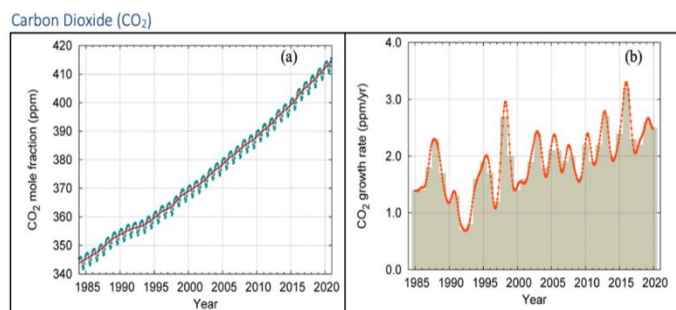 Carbon Dioxide (CO₂)
(a)
CO₂ mole fraction (ppm)
420
410
400
390
380
370
360
350
340
1985 1990 1995 2000 2005 2010 2015 2020
Year
(b)
CO₂ growth rate (ppm/yr)
4.0
3.0
2.0
1.0
0.0
1985 1990 1995 2000 2005 2010 2015 2020
Year